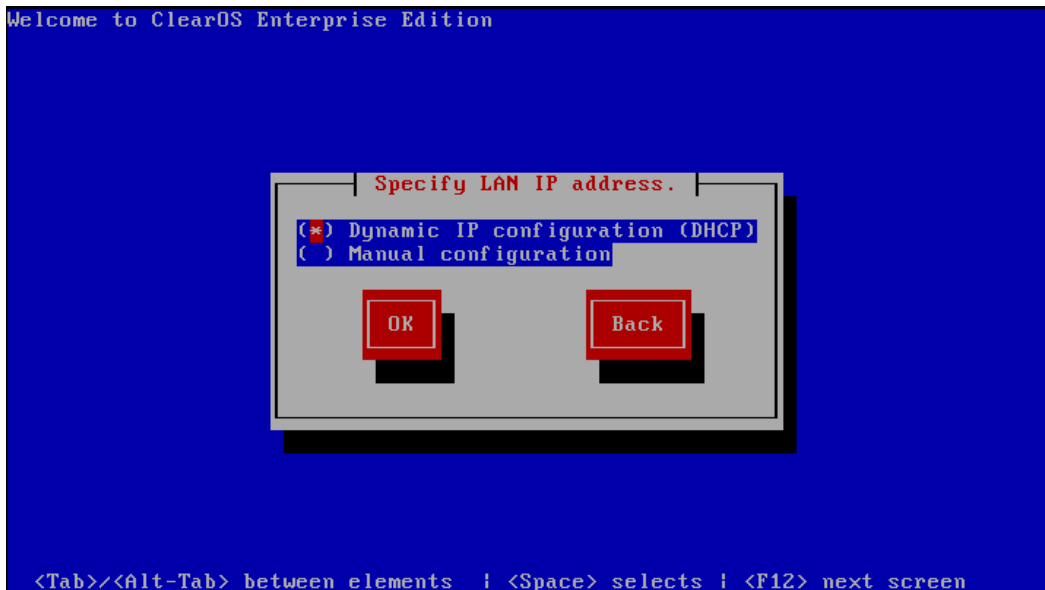 Welcome to ClearOS Enterprise Edition
Specify LAN IP address.
(*) Dynamic IP configuration (DHCP)
( ) Manual configuration
OK Back
<Tab>/<Alt-Tab> between elements | <Space> selects | <F12> next screen